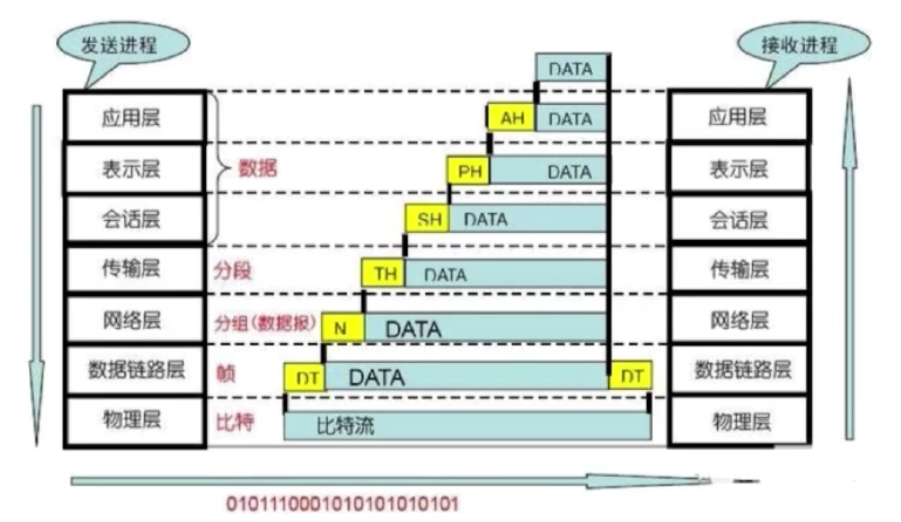 发送进程
接收进程
DATA
应用层
AH
DATA
应用层
表示层
数据
PH
DATA
表示层
会话层
SH
DATA
会话层
传输层
分段
TH
DATA
传输层
网络层
分组(数据报)
N
DATA
网络层
数据链路层
帧
DT
DATA
DT
数据链路层
物理层
比特
比特流
物理层
0101110001010101010101